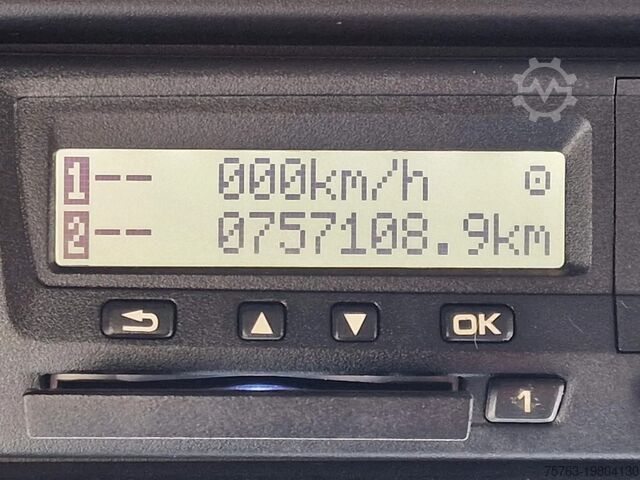 1-- 000km/h ⊙
2-- 0757108.9km
OK
1
75763-19804130